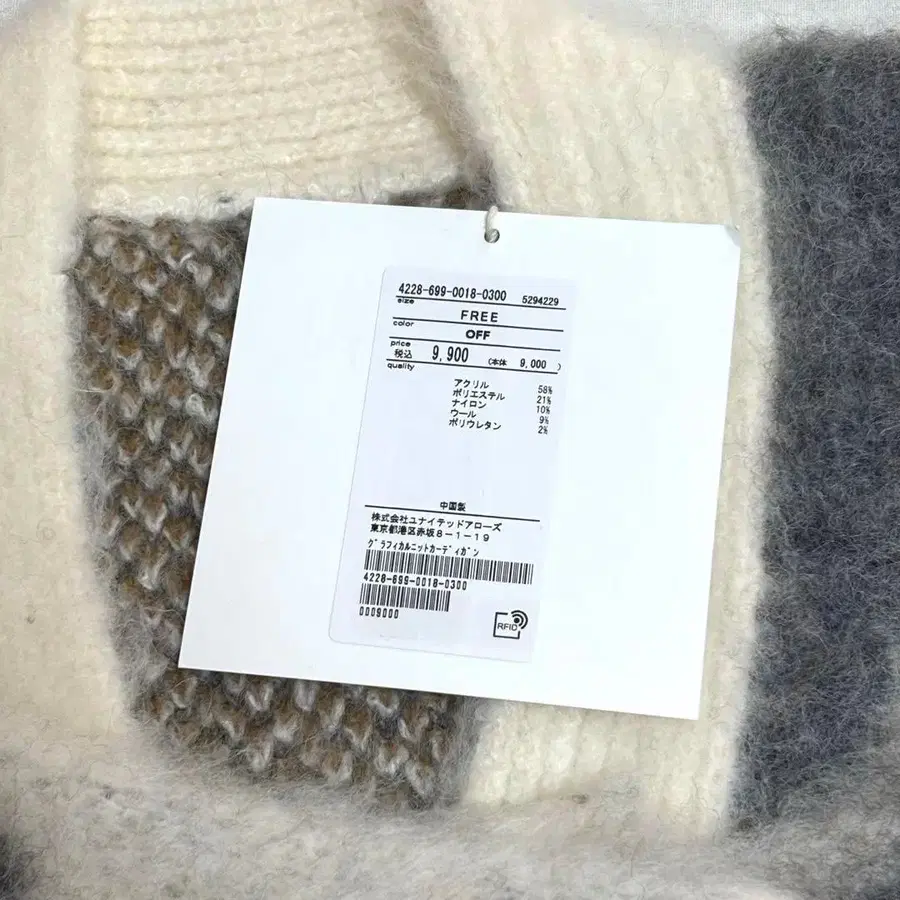 4228-699-0018-0300 5294229
size
FREE
color
OFF
price
税込 9,900 (本体 9,000 )
quality
アクリル 58%
ポリエステル 21%
ナイロン 10%
ウール 9%
ポリウレタン 2%
中国製
株式会社ユナイテッドアローズ
東京都港区赤坂8-1-19
グラフィカルニットカーディガン
4228-699-0018-0300
0009000
RFID